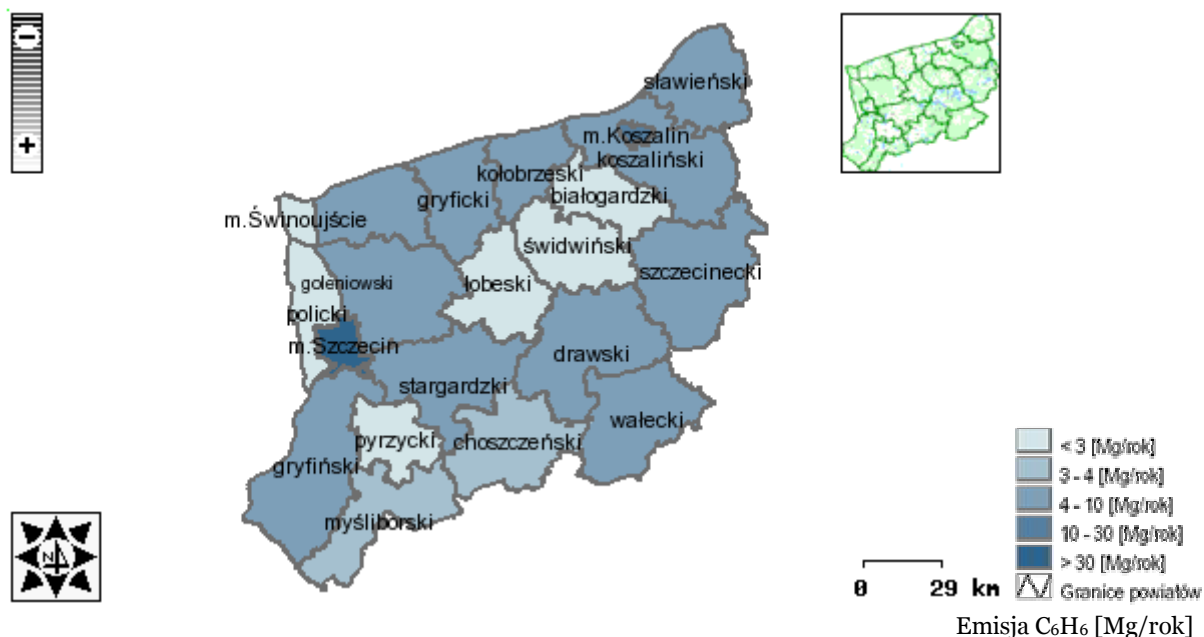 sławieński
m.Koszalin
koszaliński
kołobrzeski
białogardzki
gryficki
m.Świnoujście
świdwiński
szczecinecki
łobeski
goleniowski
policki
m.Szczecin
drawski
stargardzki
wałecki
pyrzycki
choszczeński
gryfiński
myśliborski
N
< 3 [Mg/rok]
3 - 4 [Mg/rok]
4 - 10 [Mg/rok]
10 - 30 [Mg/rok]
> 30 [Mg/rok]
Granice powiatów
0 29 km
Emisja C₆H₆ [Mg/rok]